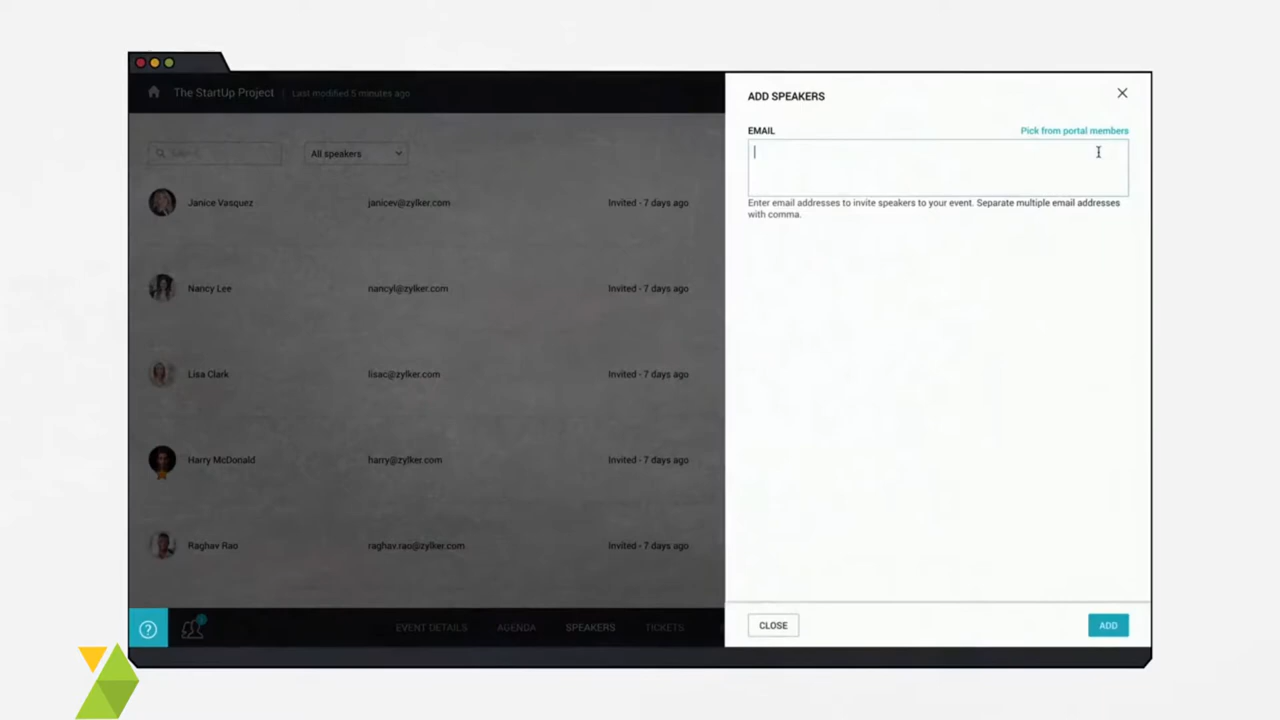 The StartUp Project | Last modified 5 minutes ago
All speakers
Janice Vasquez janicev@zylker.com Invited - 7 days ago
Nancy Lee nancyl@zylker.com Invited - 7 days ago
Lisa Clark lisac@zylker.com Invited - 7 days ago
Harry McDonald harry@zylker.com Invited - 7 days ago
Raghav Rao raghav.rao@zylker.com Invited - 7 days ago
EVENT DETAILS AGENDA SPEAKERS TICKETS
ADD SPEAKERS
EMAIL Pick from portal members
Enter email addresses to invite speakers to your event. Separate multiple email addresses
with comma.
CLOSE ADD